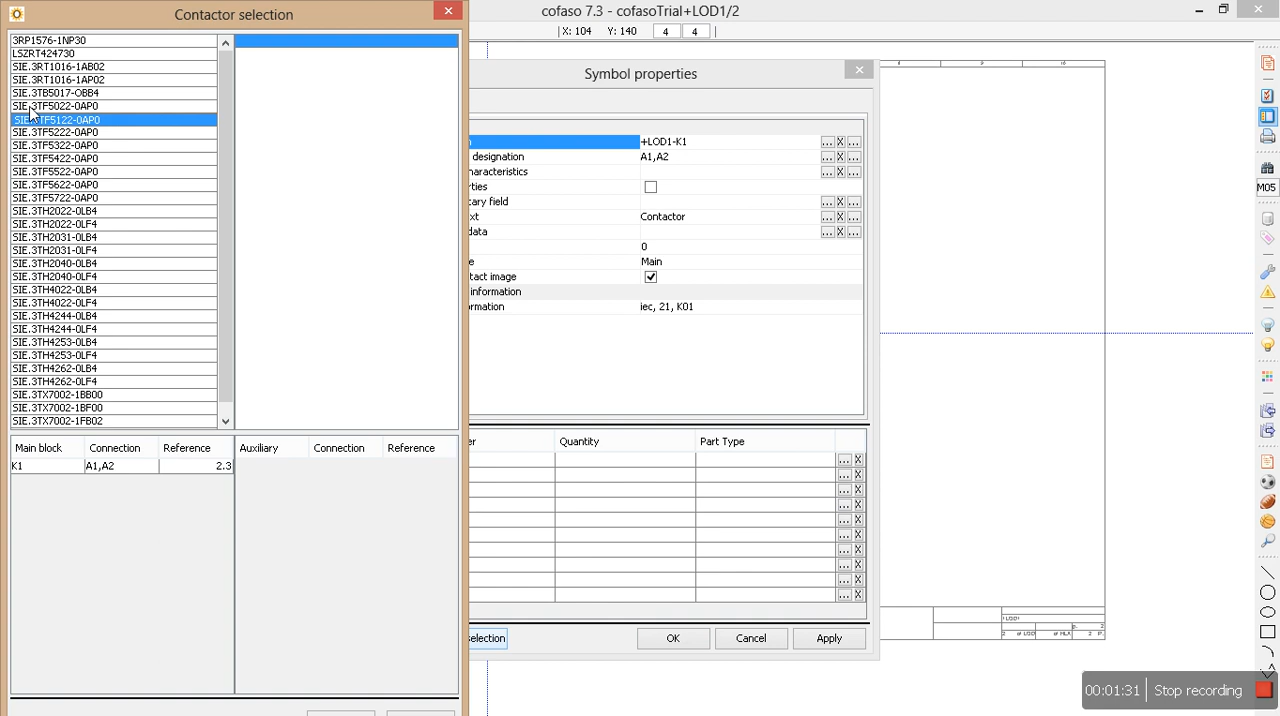 Contactor selection
cofaso 7.3 - cofasoTrial+LOD1/2
X: 104 Y: 140 4 4
3RP1576-1NP30
LSZRT424730
SIE.3RT1016-1AB02
SIE.3RT1016-1AP02
SIE.3TB5017-OBB4
SIE.3TF5022-0AP0
SIE.3TF5122-0AP0
SIE.3TF5222-0AP0
SIE.3TF5322-0AP0
SIE.3TF5422-0AP0
SIE.3TF5522-0AP0
SIE.3TF5622-0AP0
SIE.3TF5722-0AP0
SIE.3TH2022-0LB4
SIE.3TH2022-0LF4
SIE.3TH2031-0LB4
SIE.3TH2031-0LF4
SIE.3TH2040-0LB4
SIE.3TH2040-0LF4
SIE.3TH4022-0LB4
SIE.3TH4022-0LF4
SIE.3TH4244-0LB4
SIE.3TH4244-0LF4
SIE.3TH4253-0LB4
SIE.3TH4253-0LF4
SIE.3TH4262-0LB4
SIE.3TH4262-0LF4
SIE.3TX7002-1BB00
SIE.3TX7002-1BF00
SIE.3TX7002-1FB02
Main block Connection Reference Auxiliary Connection Reference
K1 A1,A2 2.3
Symbol properties
+LOD1-K1 ... X ...
designation A1,A2 ... X ...
haracteristics ... X ...
rties
tary field ... X ...
xt Contactor ... X ...
data ... X ...
0
e Main
tact image
information
ormation iec, 21, K01
er Quantity Part Type
... X
... X
... X
... X
... X
... X
... X
... X
... X
... X
election OK Cancel Apply
MOS
00:01:31 Stop recording